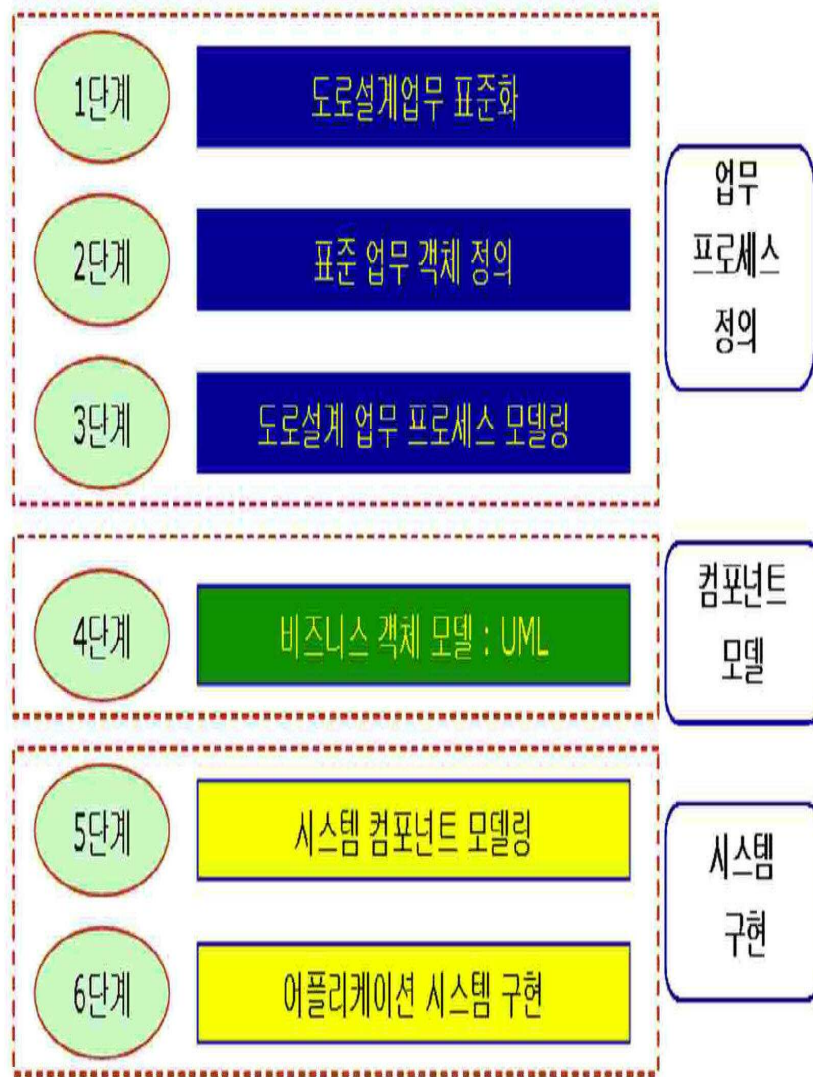 1단계
도로설계업무 표준화
2단계
표준 업무 객체 정의
3단계
도로설계 업무 프로세스 모델링
업무
프로세스
정의
4단계
비즈니스 객체 모델 : UML
컴포넌트
모델
5단계
시스템 컴포넌트 모델링
6단계
어플리케이션 시스템 구현
시스템
구현